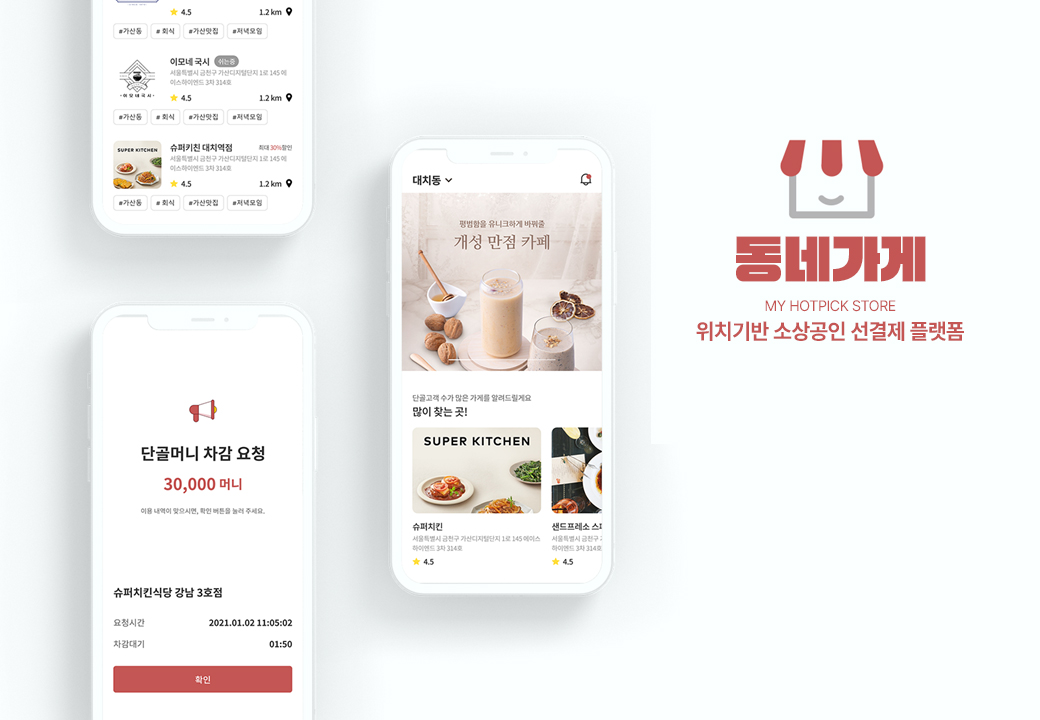 4.5
1.2 km
#가산동
# 회식
#가산맛집
#저녁모임
이모네 국시
쉬는중
서울특별시 금천구 가산디지털단지 1로 145 에
이스하이엔드 3차 314호
·이모네국시·
4.5
1.2 km
#가산동
# 회식
#가산맛집
#저녁모임
SUPER KITCHEN
슈퍼키친 대치역점
최대 30%할인
서울특별시 금천구 가산디지털단지 1로 145 에
이스하이엔드 3차 314호
4.5
1.2 km
#가산동
# 회식
#가산맛집
#저녁모임
단골머니 차감 요청
30,000 머니
이용 내역이 맞으시면, 확인 버튼을 눌러 주세요.
슈퍼치킨식당 강남 3호점
요청시간
2021.01.02 11:05:02
차감대기
01:50
확인
대치동
평범함을 유니크하게 바꿔줄
개성 만점 카페
단골고객 수가 많은 가게를 알려드릴게요
많이 찾는 곳!
SUPER KITCHEN
슈퍼치킨
서울특별시 금천구 가산디지털단지 1로 145 에이스
하이엔드 3차 314호
4.5
샌드프레소 스
서울특별시 금천구
하이엔드 3차 314호
4.5
동네가게
MY HOTPICK STORE
위치기반 소상공인 선결제 플랫폼